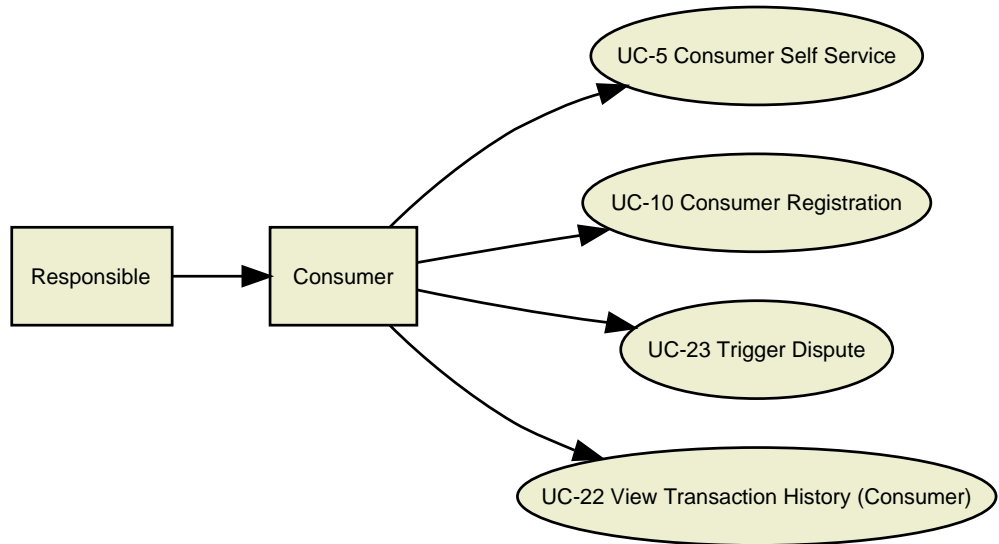 UC-5 Consumer Self Service
UC-10 Consumer Registration
Responsible
Consumer
UC-23 Trigger Dispute
UC-22 View Transaction History (Consumer)